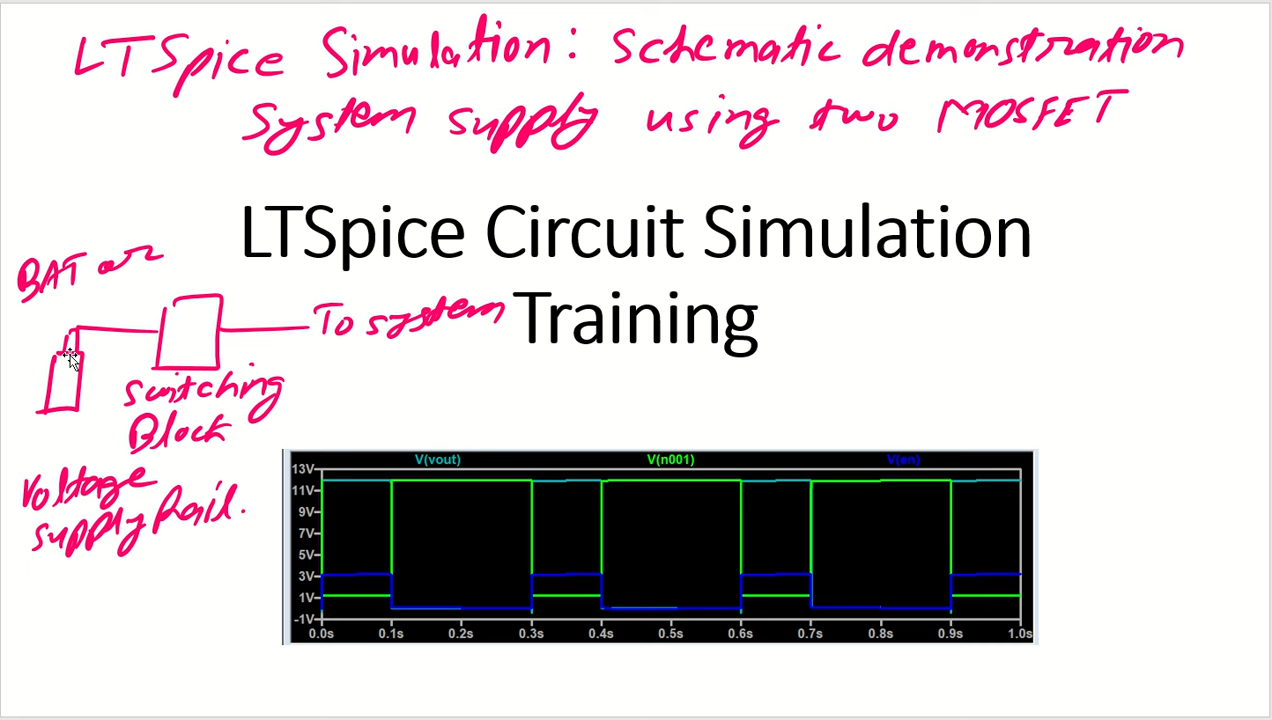 LTSpice Simulation: Schematic demonstration
System supply using two MOSFET
LTSpice Circuit Simulation
Training
BAT or
To system
Switching
Block
Voltage
supply Rail.
V(vout) V(n001) V(en)
13V
11V
9V
7V
5V
3V
1V
-1V
0.0s 0.1s 0.2s 0.3s 0.4s 0.5s 0.6s 0.7s 0.8s 0.9s 1.0s